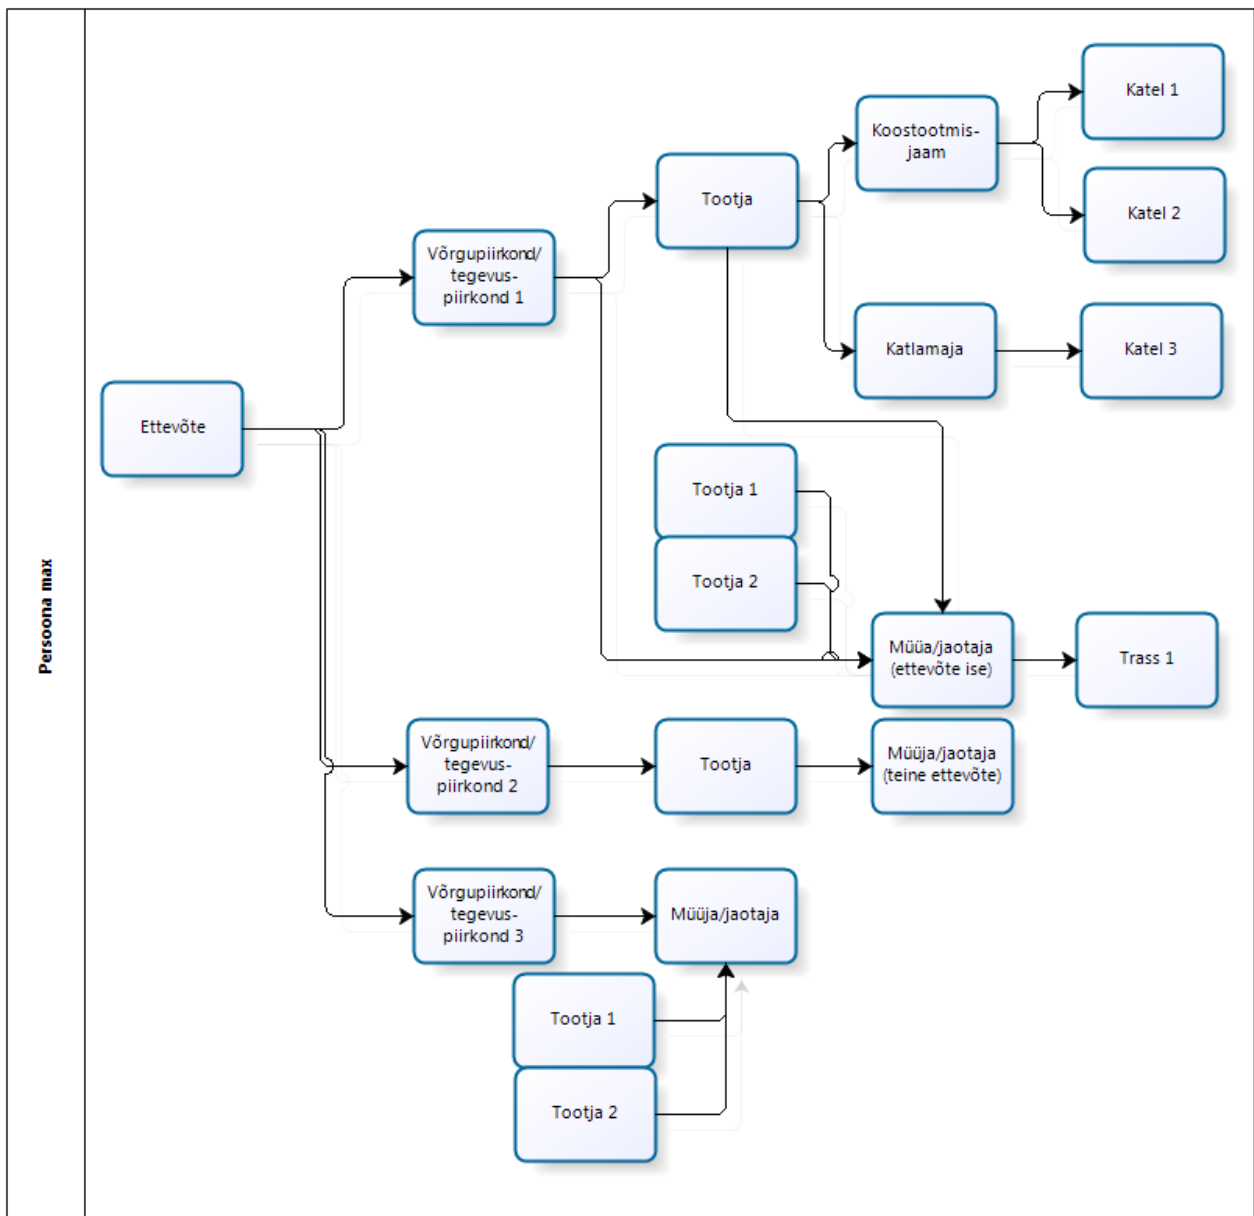 Persoona max
Ettevõte
Võrgupiirkond/
tegevus-
piirkond 1
Tootja
Koostootmis-
jaam
Katel 1
Katel 2
Katlamaja
Katel 3
Tootja 1
Tootja 2
Müüa/jaotaja
(ettevõte ise)
Trass 1
Võrgupiirkond/
tegevus-
piirkond 2
Tootja
Müüja/jaotaja
(teine ettevõte)
Võrgupiirkond/
tegevus-
piirkond 3
Müüja/jaotaja
Tootja 1
Tootja 2